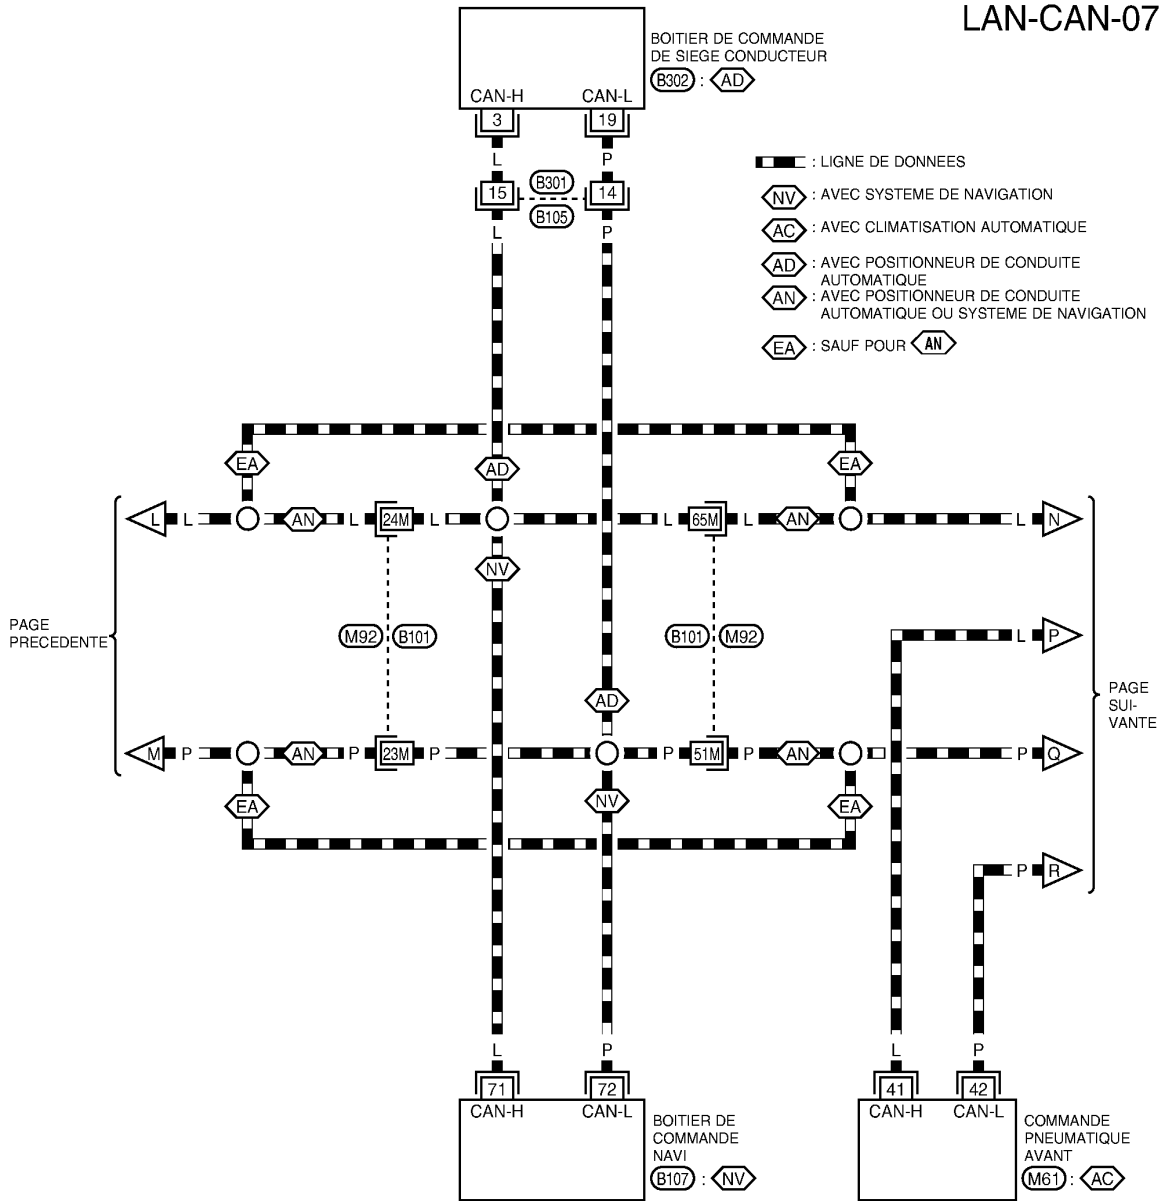 LAN-CAN-07
BOITIER DE COMMANDE
DE SIEGE CONDUCTEUR
B302 : AD
CAN-H CAN-L
3 19
L P
15 B301 14
B105
L P
: LIGNE DE DONNEES
NV : AVEC SYSTEME DE NAVIGATION
AC : AVEC CLIMATISATION AUTOMATIQUE
AD : AVEC POSITIONNEUR DE CONDUITE
AUTOMATIQUE
AN : AVEC POSITIONNEUR DE CONDUITE
AUTOMATIQUE OU SYSTEME DE NAVIGATION
EA : SAUF POUR AN
EA AD EA
L L AN L 24M L L 65M L AN L N
NV
PAGE
PRECEDENTE
M92 B101 B101 M92
L P
AD
PAGE
SUI-
VANTE
M P AN P 23M P P 51M P AN P Q
EA NV EA
P R
L P L P
71 72 41 42
CAN-H CAN-L CAN-H CAN-L
BOITIER DE
COMMANDE
NAVI
B107 : NV
COMMANDE
PNEUMATIQUE
AVANT
M61 : AC